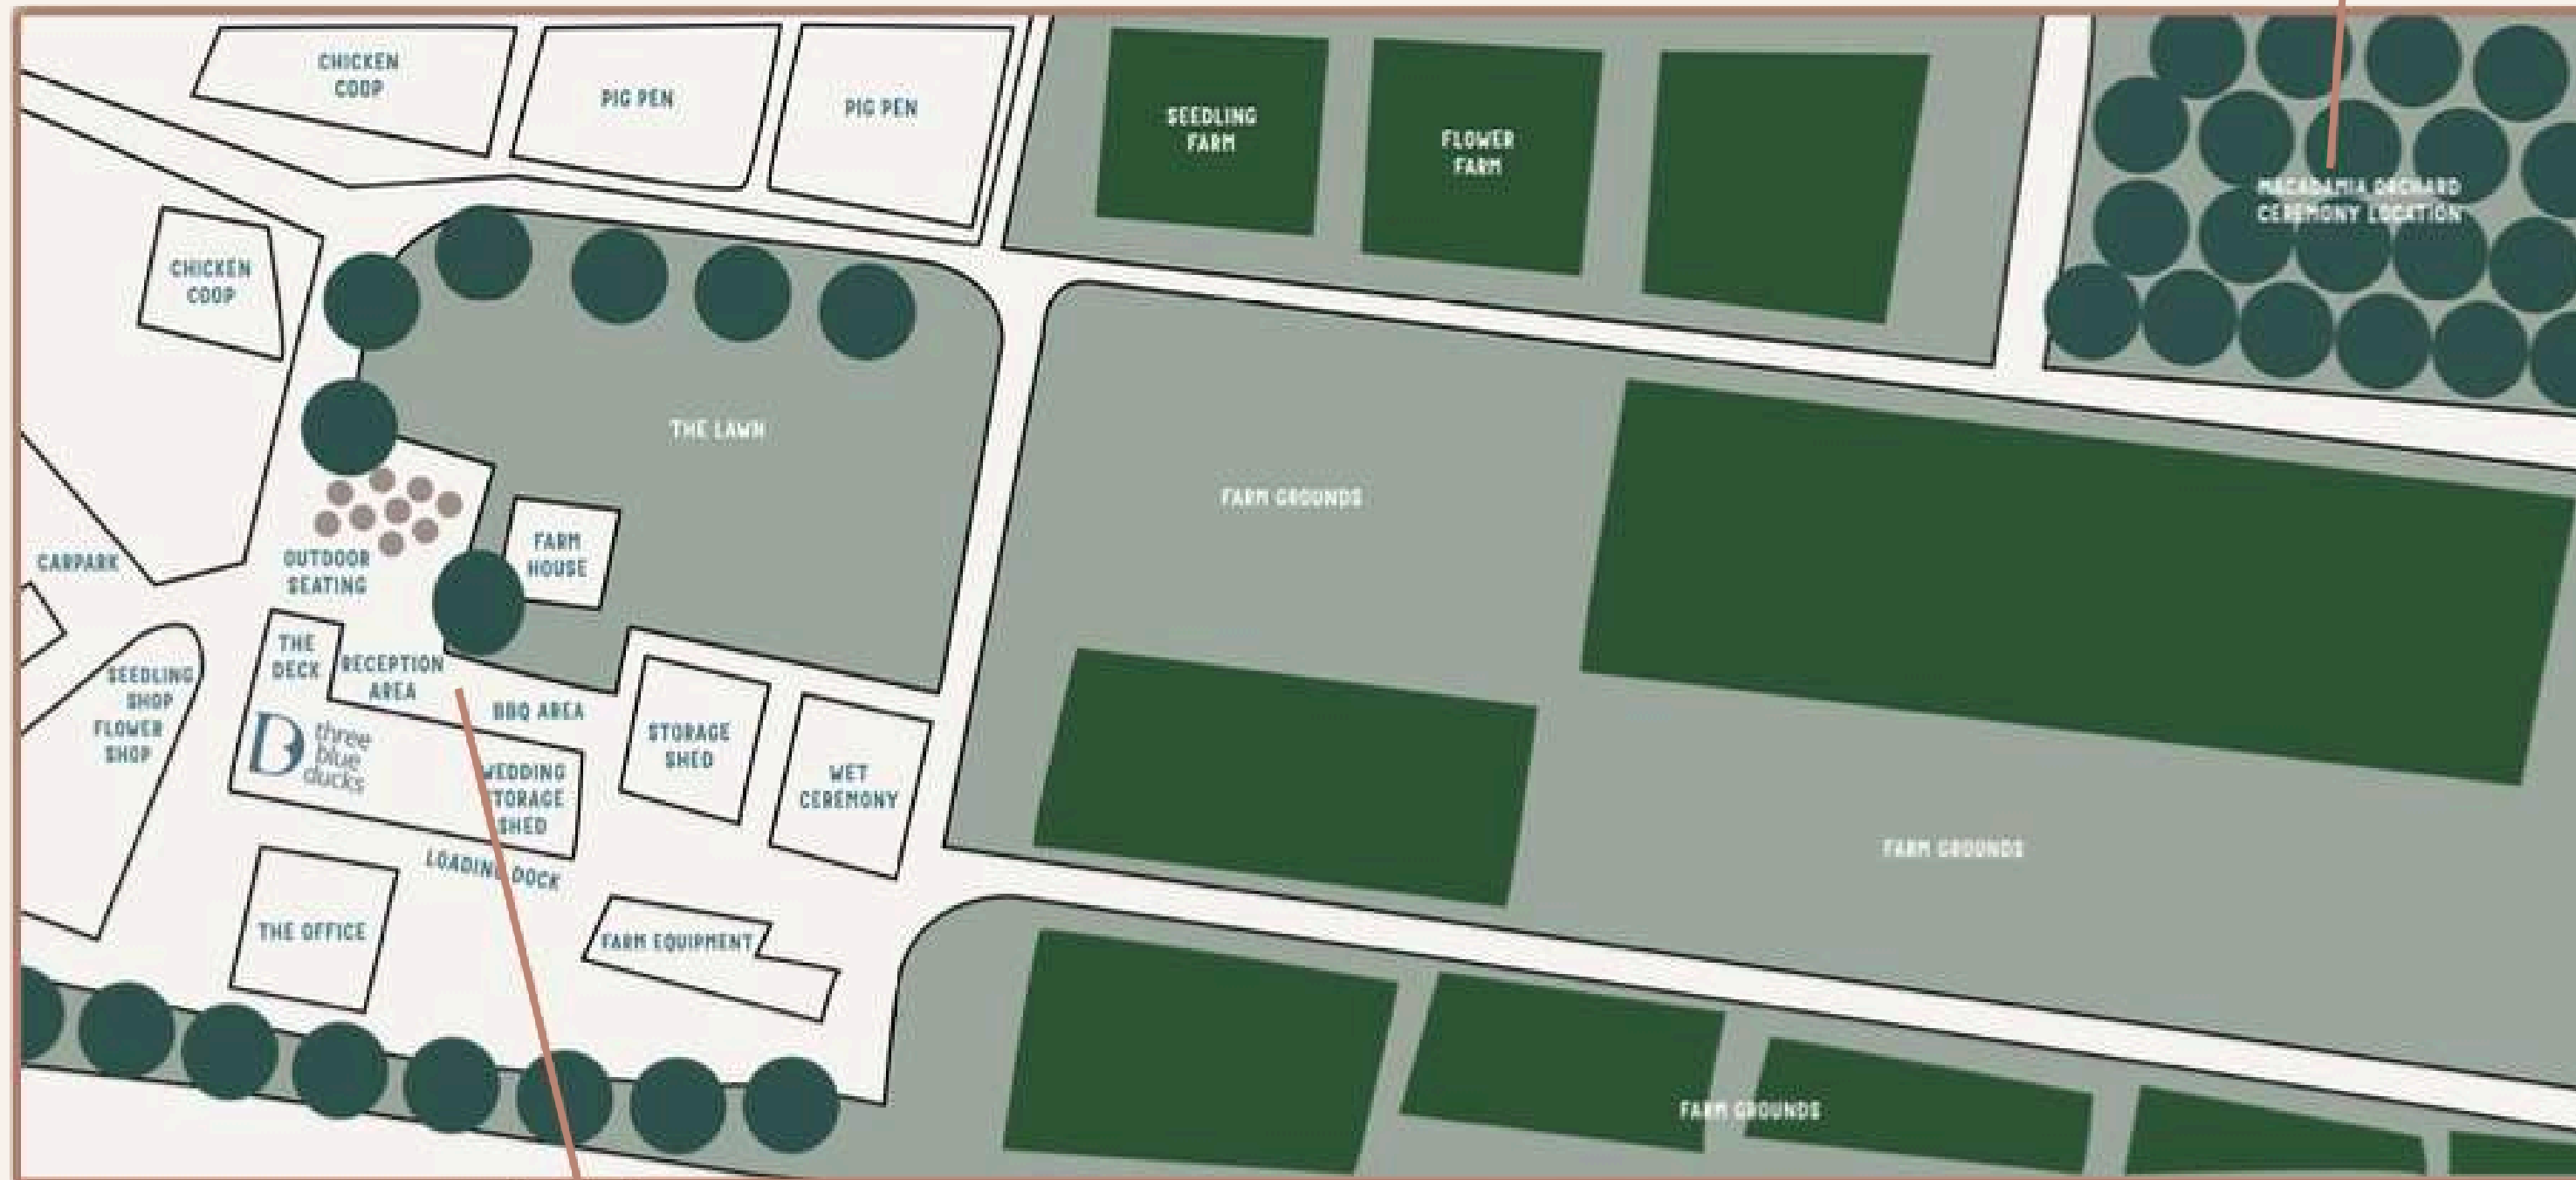 CHICKEN
COOP
PIG PEN
PIG PEN
SEEDLING
FARM
FLOWER
FARM
MACADAMIA ORCHARD
CEREMONY LOCATION
CHICKEN
COOP
THE LAWN
FARM GROUNDS
FARM
HOUSE
CARPARK
OUTDOOR
SEATING
THE
DECK
RECEPTION
AREA
SEEDLING
SHOP
FLOWER
SHOP
BBQ AREA
STORAGE
SHED
three
blue
ducks
WEDDING
STORAGE
SHED
WET
CEREMONY
LOADING DOCK
FARM GROUNDS
THE OFFICE
FARM EQUIPMENT
FARM GROUNDS